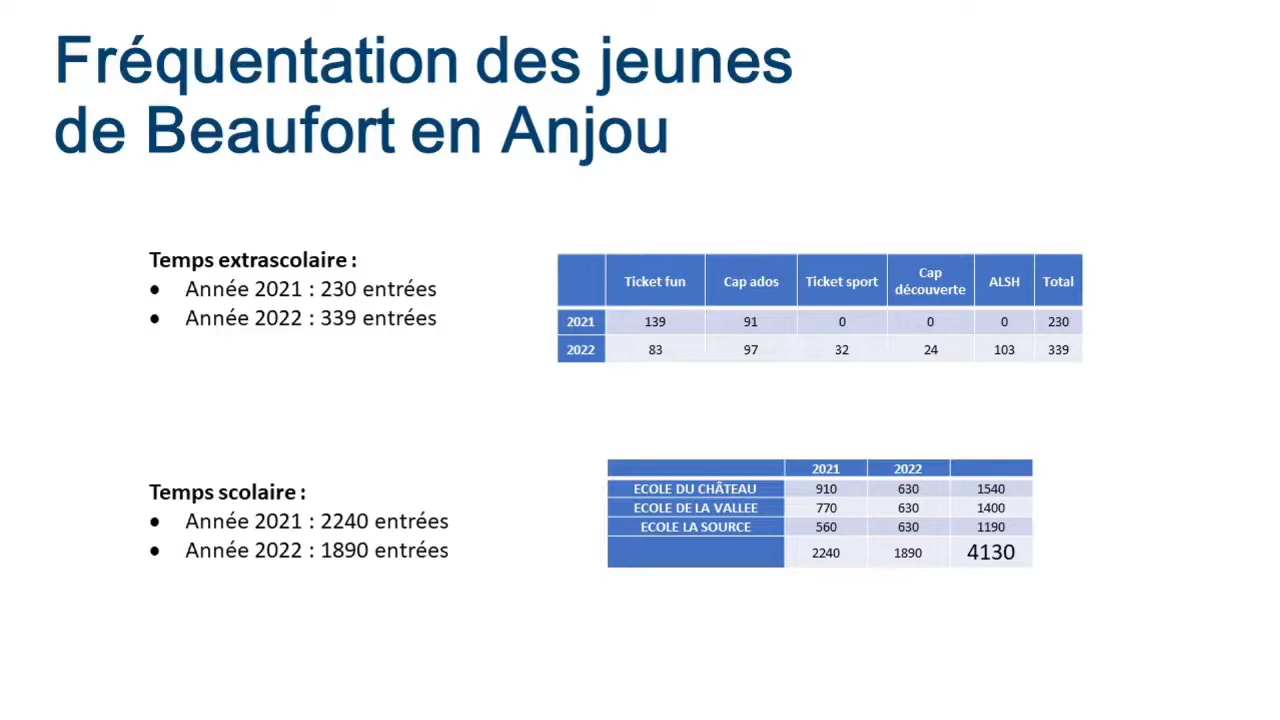 Fréquentation des jeunes
de Beaufort en Anjou
Temps extrascolaire :
• Année 2021 : 230 entrées
• Année 2022 : 339 entrées
Ticket fun Cap ados Ticket sport Cap découverte ALSH Total
2021 139 91 0 0 0 230
2022 83 97 32 24 103 339
Temps scolaire :
• Année 2021 : 2240 entrées
• Année 2022 : 1890 entrées
2021 2022
ECOLE DU CHÂTEAU 910 630 1540
ECOLE DE LA VALLEE 770 630 1400
ECOLE LA SOURCE 560 630 1190
2240 1890 4130